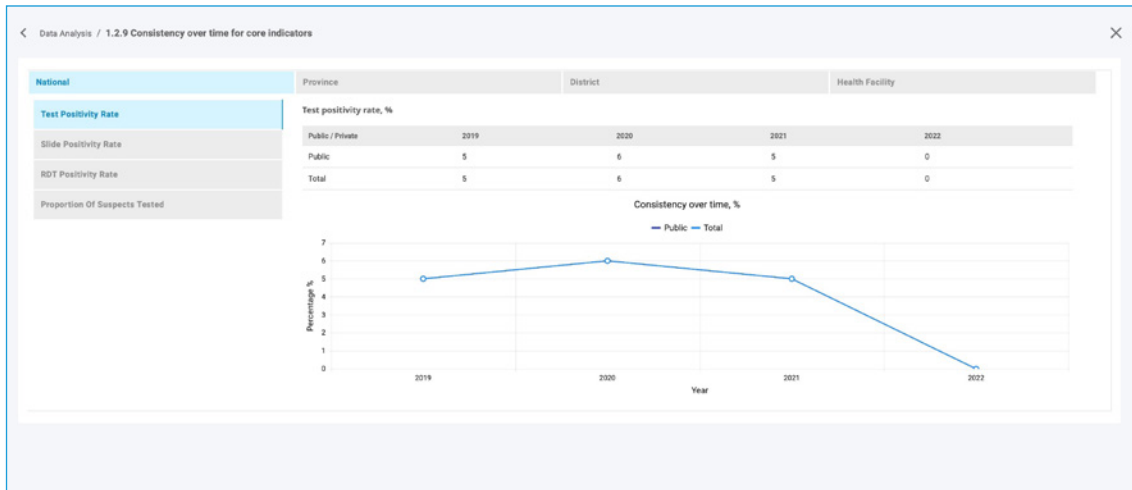 Data Analysis / 1.2.9 Consistency over time for core indicators
National Province District Health Facility
Test Positivity Rate
Slide Positivity Rate
RDT Positivity Rate
Proportion Of Suspects Tested
Test positivity rate, %
Public / Private 2019 2020 2021 2022
Public 5 6 5 0
Total 5 6 5 0
Consistency over time, %
Public Total
7
6
5
4
3
2
1
0
Percentage %
2019 2020 2021 2022
Year